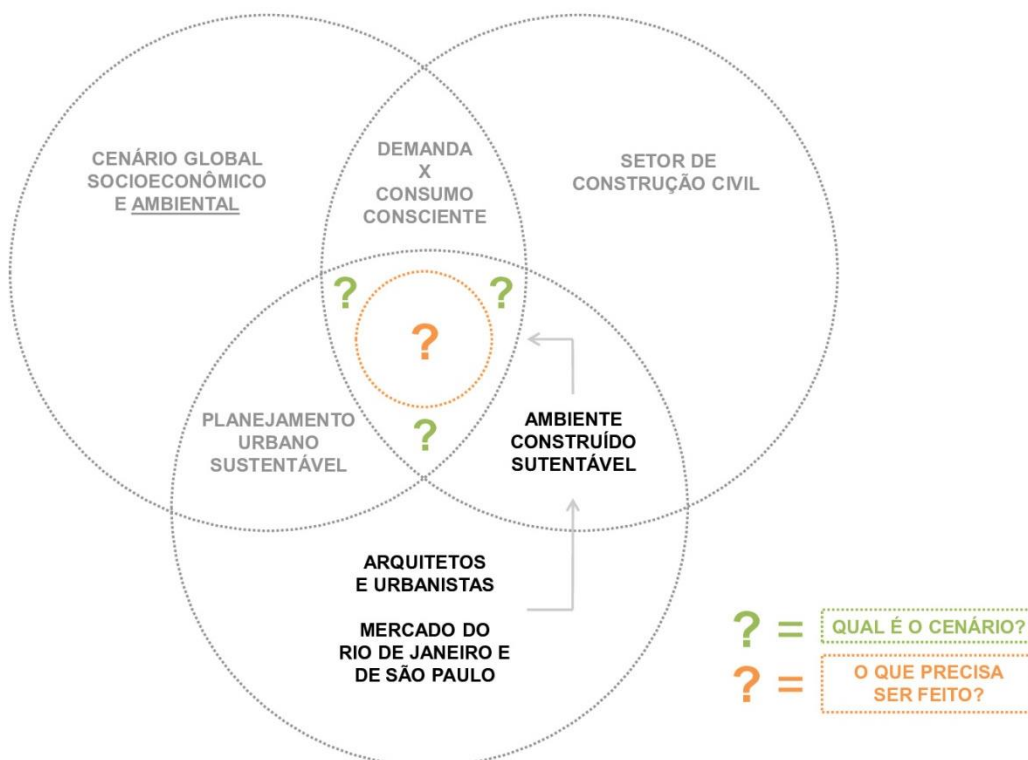 CENÁRIO GLOBAL
SOCIOECONÔMICO
E AMBIENTAL
DEMANDA
X
CONSUMO
CONSCIENTE
SETOR DE
CONSTRUÇÃO CIVIL
?
?
?
PLANEJAMENTO
URBANO
SUSTENTÁVEL
?
AMBIENTE
CONSTRUÍDO
SUTENTÁVEL
ARQUITETOS
E URBANISTAS
MERCADO DO
RIO DE JANEIRO E
DE SÃO PAULO
? = QUAL É O CENÁRIO?
? = O QUE PRECISA
SER FEITO?